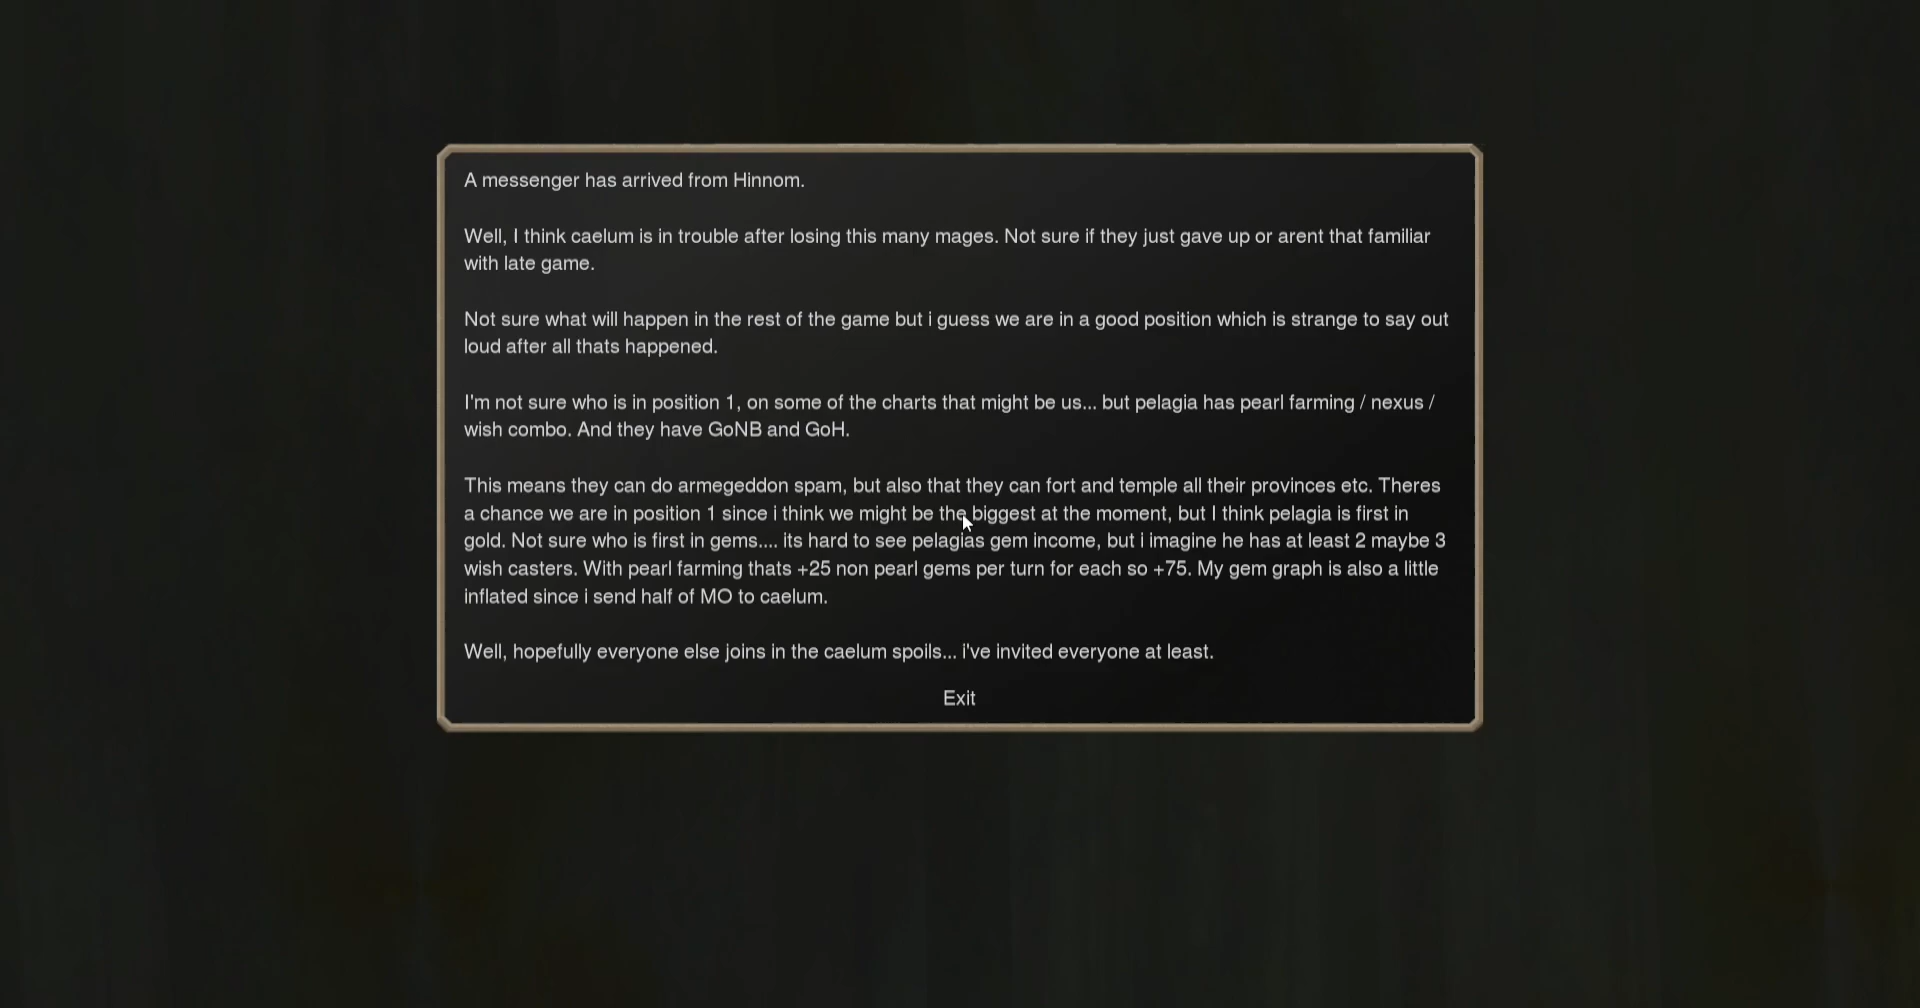 A messenger has arrived from Hinnom.
Well, I think caelum is in trouble after losing this many mages. Not sure if they just gave up or arent that familiar
with late game.
Not sure what will happen in the rest of the game but i guess we are in a good position which is strange to say out
loud after all thats happened.
I'm not sure who is in position 1, on some of the charts that might be us... but pelagia has pearl farming / nexus /
wish combo. And they have GoNB and GoH.
This means they can do armegeddon spam, but also that they can fort and temple all their provinces etc. Theres
a chance we are in position 1 since i think we might be the biggest at the moment, but I think pelagia is first in
gold. Not sure who is first in gems.... its hard to see pelagias gem income, but i imagine he has at least 2 maybe 3
wish casters. With pearl farming thats +25 non pearl gems per turn for each so +75. My gem graph is also a little
inflated since i send half of MO to caelum.
Well, hopefully everyone else joins in the caelum spoils... i've invited everyone at least.
Exit